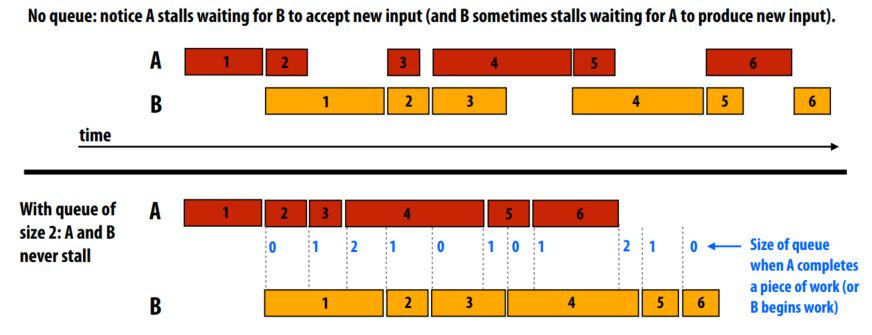 No queue: notice A stalls waiting for B to accept new input (and B sometimes stalls waiting for A to produce new input).
A 1 2 3 4 5 6
B 1 2 3 4 5 6
time
With queue of
size 2: A and B
never stall
A 1 2 3 4 5 6
0 1 2 1 0 1 0 1 2 1 0
Size of queue
when A completes
a piece of work (or
B begins work)
B 1 2 3 4 5 6